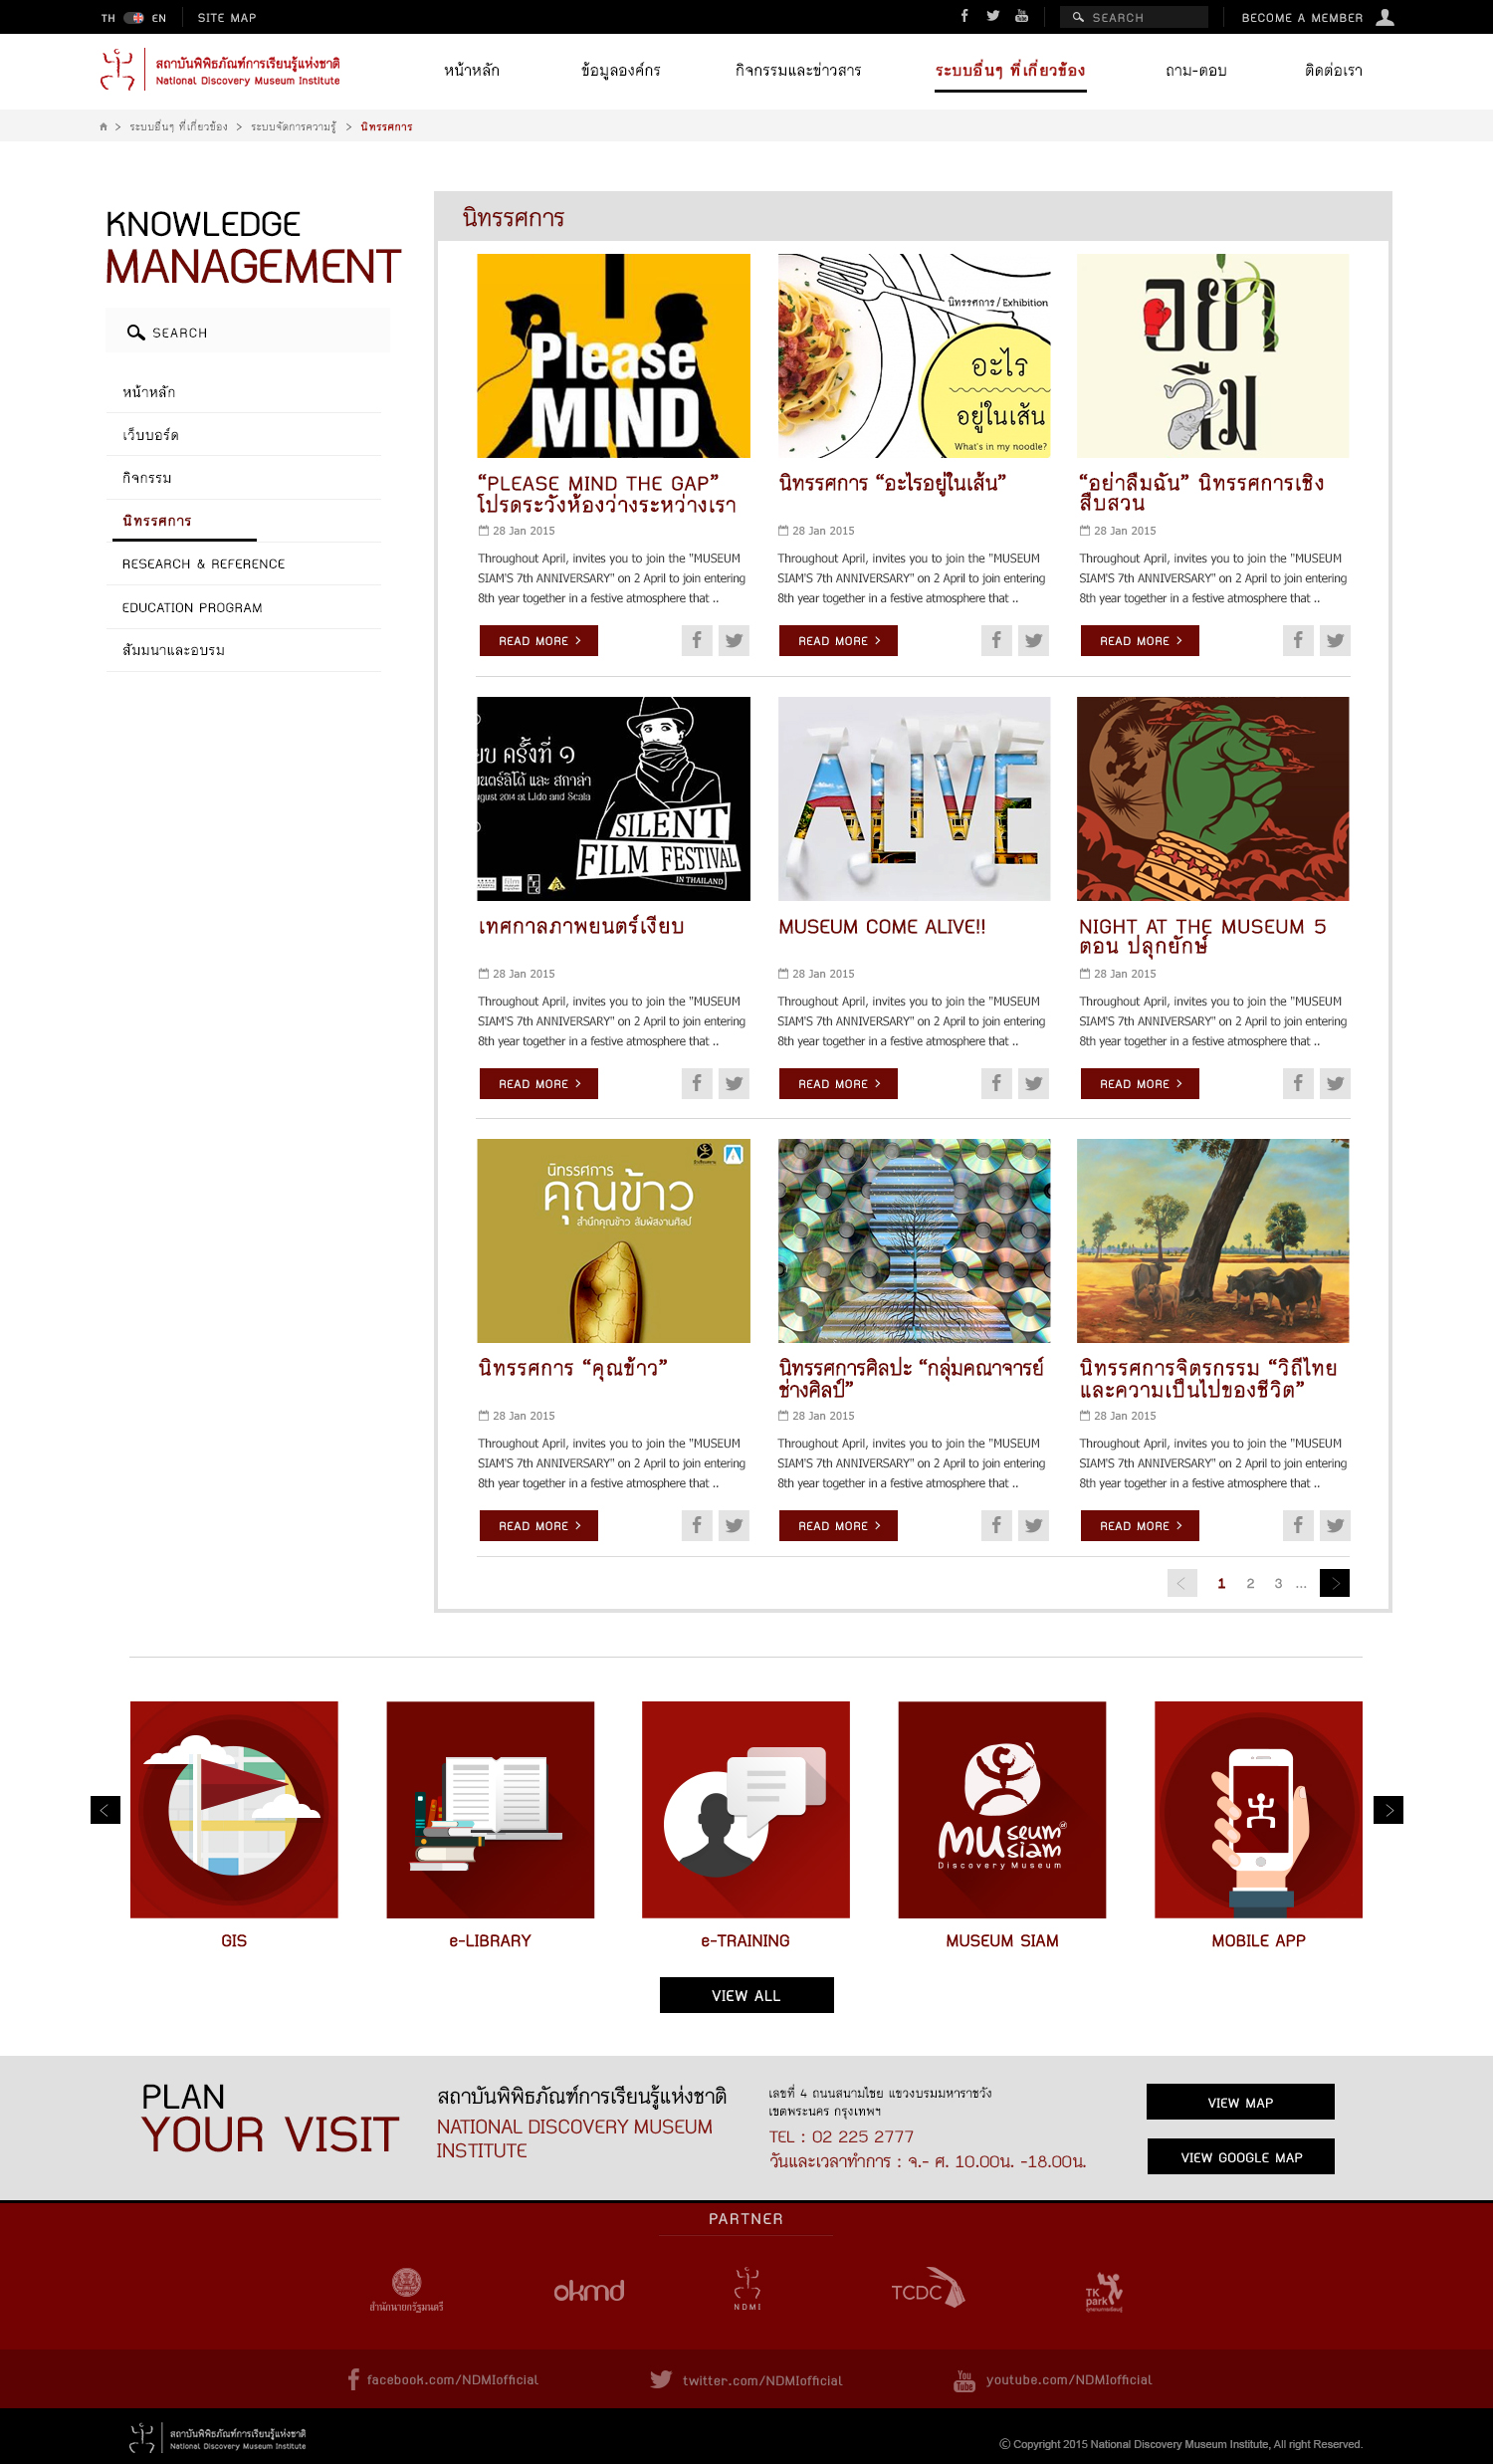 TH EN SITE MAP
SEARCH
BECOME A MEMBER
สถาบันพิพิธภัณฑ์การเรียนรู้แห่งชาติ
National Discovery Museum Institute
หน้าหลัก
ข้อมูลองค์กร
กิจกรรมและข่าวสาร
ระบบอื่นๆ ที่เกี่ยวข้อง
ถาม-ตอบ
ติดต่อเรา
> ระบบอื่นๆ ที่เกี่ยวข้อง > ระบบจัดการความรู้ > นิทรรศการ
KNOWLEDGE
MANAGEMENT
SEARCH
หน้าหลัก
เว็บบอร์ด
กิจกรรม
นิทรรศการ
RESEARCH & REFERENCE
EDUCATION PROGRAM
สัมมนาและอบรม
นิทรรศการ
Please
MIND
“PLEASE MIND THE GAP”
โปรดระวังห้องว่างระหว่างเรา
28 Jan 2015
Throughout April, invites you to join the "MUSEUM
SIAM'S 7th ANNIVERSARY" on 2 April to join entering
8th year together in a festive atmosphere that ..
READ MORE >
นิทรรศการ/Exhibition
อะไร
อยู่ในเส้น
What's in my noodle?
นิทรรศการ “อะไรอยู่ในเส้น”
28 Jan 2015
Throughout April, invites you to join the "MUSEUM
SIAM'S 7th ANNIVERSARY" on 2 April to join entering
8th year together in a festive atmosphere that ..
READ MORE >
อย่า
ลืม
“อย่าลืมฉัน” นิทรรศการเชิง
สืบสวน
28 Jan 2015
Throughout April, invites you to join the "MUSEUM
SIAM'S 7th ANNIVERSARY" on 2 April to join entering
8th year together in a festive atmosphere that ..
READ MORE >
ยบ ครั้งที่ ๑
ยนตร์ลิโด้ และ สกาล่า
ugust 2014 at Lido and Scala
SILENT
FILM FESTIVAL
IN THAILAND
เทศกาลภาพยนตร์เงียบ
28 Jan 2015
Throughout April, invites you to join the "MUSEUM
SIAM'S 7th ANNIVERSARY" on 2 April to join entering
8th year together in a festive atmosphere that ..
READ MORE >
ALIVE
MUSEUM COME ALIVE!!
28 Jan 2015
Throughout April, invites you to join the "MUSEUM
SIAM'S 7th ANNIVERSARY" on 2 April to join entering
8th year together in a festive atmosphere that ..
READ MORE >
NIGHT AT THE MUSEUM 5
ตอน ปลุกยักษ์
28 Jan 2015
Throughout April, invites you to join the "MUSEUM
SIAM'S 7th ANNIVERSARY" on 2 April to join entering
8th year together in a festive atmosphere that ..
READ MORE >
นิทรรศการ
คุณข้าว
สำนึกคุณข้าว สัมผัสงานศิลป์
นิทรรศการ “คุณข้าว”
28 Jan 2015
Throughout April, invites you to join the "MUSEUM
SIAM'S 7th ANNIVERSARY" on 2 April to join entering
8th year together in a festive atmosphere that ..
READ MORE >
นิทรรศการศิลปะ “กลุ่มคณาจารย์
ช่างศิลป์”
28 Jan 2015
Throughout April, invites you to join the "MUSEUM
SIAM'S 7th ANNIVERSARY" on 2 April to join entering
8th year together in a festive atmosphere that ..
READ MORE >
นิทรรศการจิตรกรรม “วิถีไทย
และความเป็นไปของชีวิต”
28 Jan 2015
Throughout April, invites you to join the "MUSEUM
SIAM'S 7th ANNIVERSARY" on 2 April to join entering
8th year together in a festive atmosphere that ..
READ MORE >
< 1 2 3 ... >
GIS
e-LIBRARY
e-TRAINING
museum
siam
Discovery Museum
MUSEUM SIAM
MOBILE APP
VIEW ALL
PLAN
YOUR VISIT
สถาบันพิพิธภัณฑ์การเรียนรู้แห่งชาติ
NATIONAL DISCOVERY MUSEUM
INSTITUTE
เลขที่ 4 ถนนสนามไชย แขวงบรมมหาราชวัง
เขตพระนคร กรุงเทพฯ
TEL : 02 225 2777
วันและเวลาทำการ : จ.- ศ. 10.00น. -18.00น.
VIEW MAP
VIEW GOOGLE MAP
PARTNER
สำนักนายกรัฐมนตรี
okmd
NDMI
TCDC
TK
park
facebook.com/NDMIofficial
twitter.com/NDMIofficial
You
Tube
youtube.com/NDMIofficial
สถาบันพิพิธภัณฑ์การเรียนรู้แห่งชาติ
National Discovery Museum Institute
© Copyright 2015 National Discovery Museum Institute, All right Reserved.